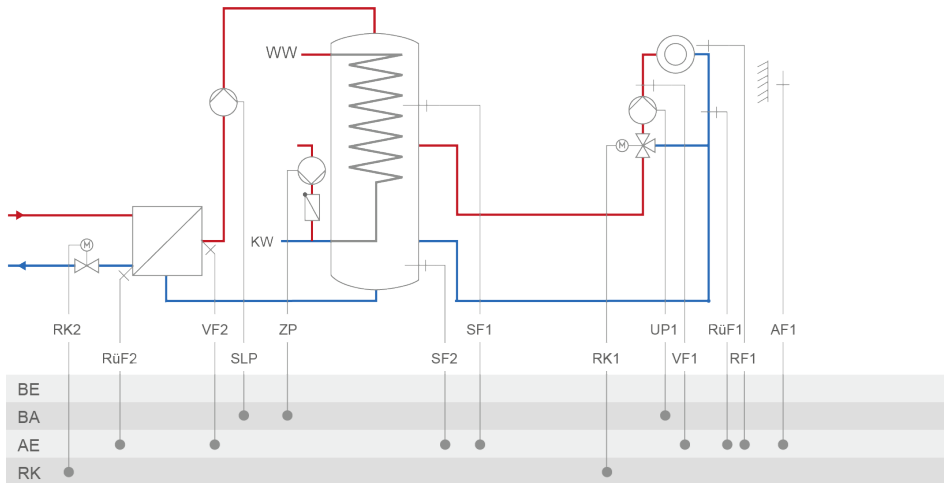 WW
M
KW
M
RK2 VF2 ZP SF1 UP1 RüF1 AF1
RüF2 SLP SF2 RK1 VF1 RF1
BE
BA
AE
RK